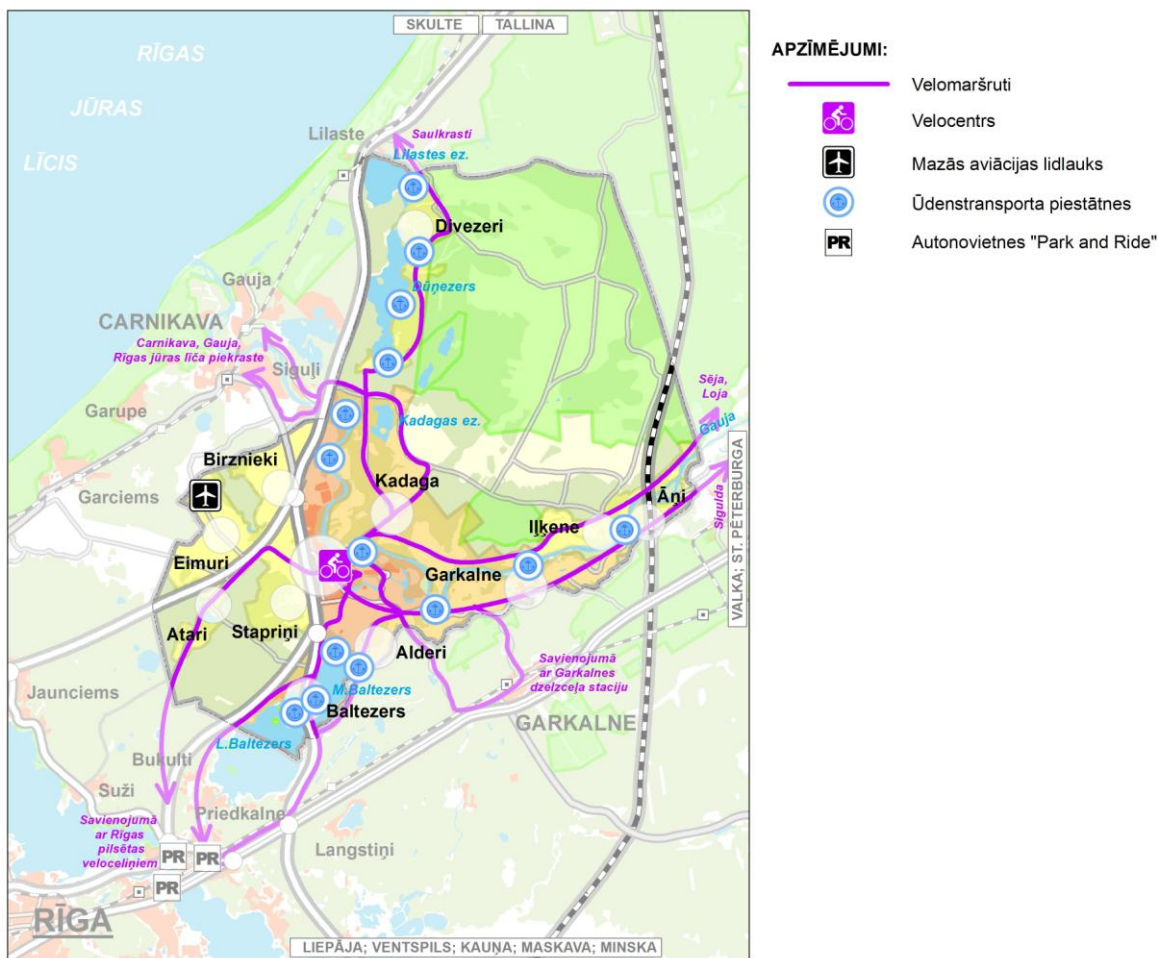 SKULTE TALLINA
RĪGAS
JŪRAS
LĪCIS
Lilaste
Saulkrasti
Lilastes ez.
Divezeri
Dūņezers
Gauja
CARNIKAVA
Carnikava, Gauja,
Rīgas jūras līča piekraste
Siguļi
Garupe
Kadagas ez.
Sēja,
Loja
Gauja
Birznieki
Kadaga
Garciems
Āņi
Iļķene
Sigulda
VALKA; ST. PĒTERBURGA
Eimuri
Garkalne
Atari
Stapriņi
Alderi
Savienojumā
ar Garkalnes
dzelzceļa staciju
Jaunciems
M.Baltezers
Baltezers
GARKALNE
L.Baltezers
Bukulti
Suži
Priedkalne
Savienojumā
ar Rīgas
pilsētas
veloceliņiem
Langstiņi
PR
PR
PR
RĪGA
LIEPĀJA; VENTSPILS; KAUŅA; MASKAVA; MINSKA
APZĪMĒJUMI:
Velomaršruti
Velocentrs
Mazās aviācijas lidlauks
Ūdenstransporta piestātnes
PR Autonovietnes "Park and Ride"